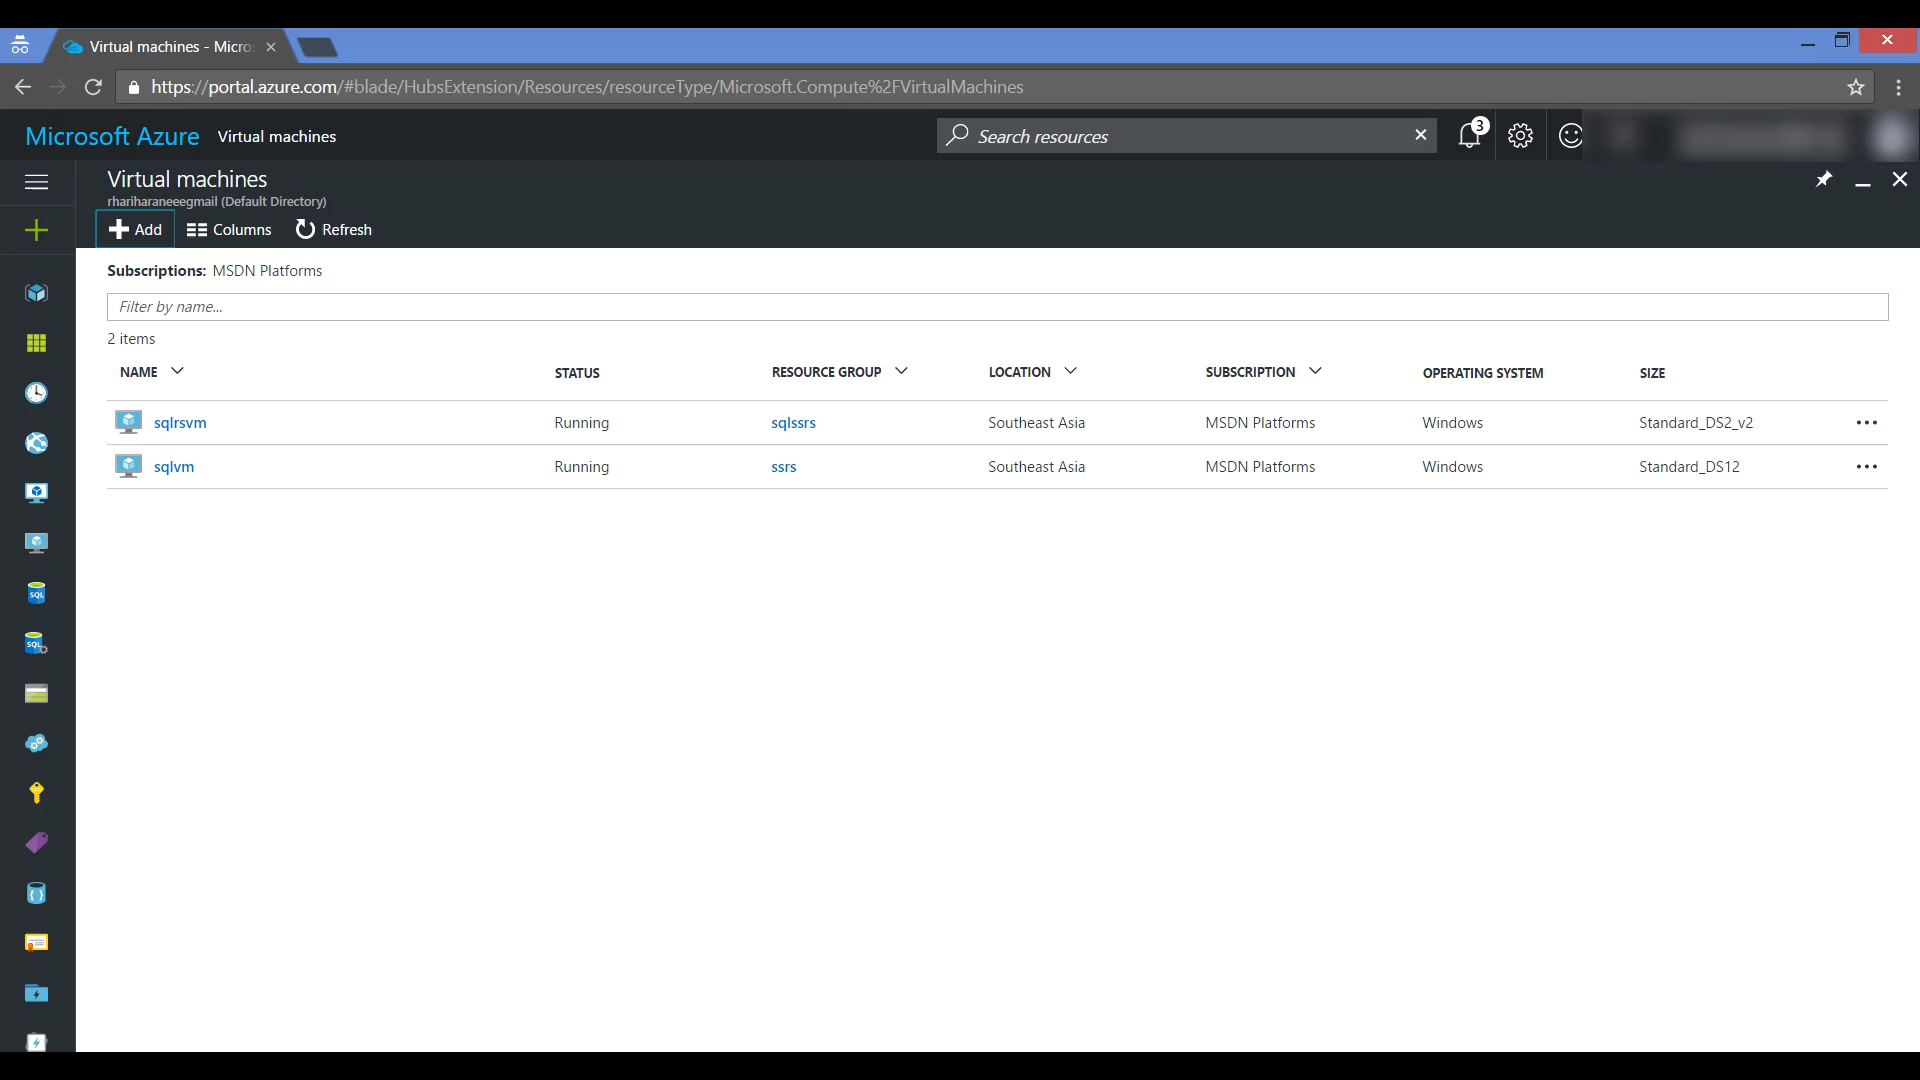 Virtual machines - Micro
https://portal.azure.com/#blade/HubsExtension/Resources/resourceType/Microsoft.Compute%2FVirtualMachines
Microsoft Azure Virtual machines Search resources 3
Virtual machines
rhariharaneeegmail (Default Directory)
Add Columns Refresh
Subscriptions: MSDN Platforms
Filter by name...
2 items
NAME STATUS RESOURCE GROUP LOCATION SUBSCRIPTION OPERATING SYSTEM SIZE
sqlrsvm Running sqlssrs Southeast Asia MSDN Platforms Windows Standard_DS2_v2
sqlvm Running ssrs Southeast Asia MSDN Platforms Windows Standard_DS12
SQL
SQL